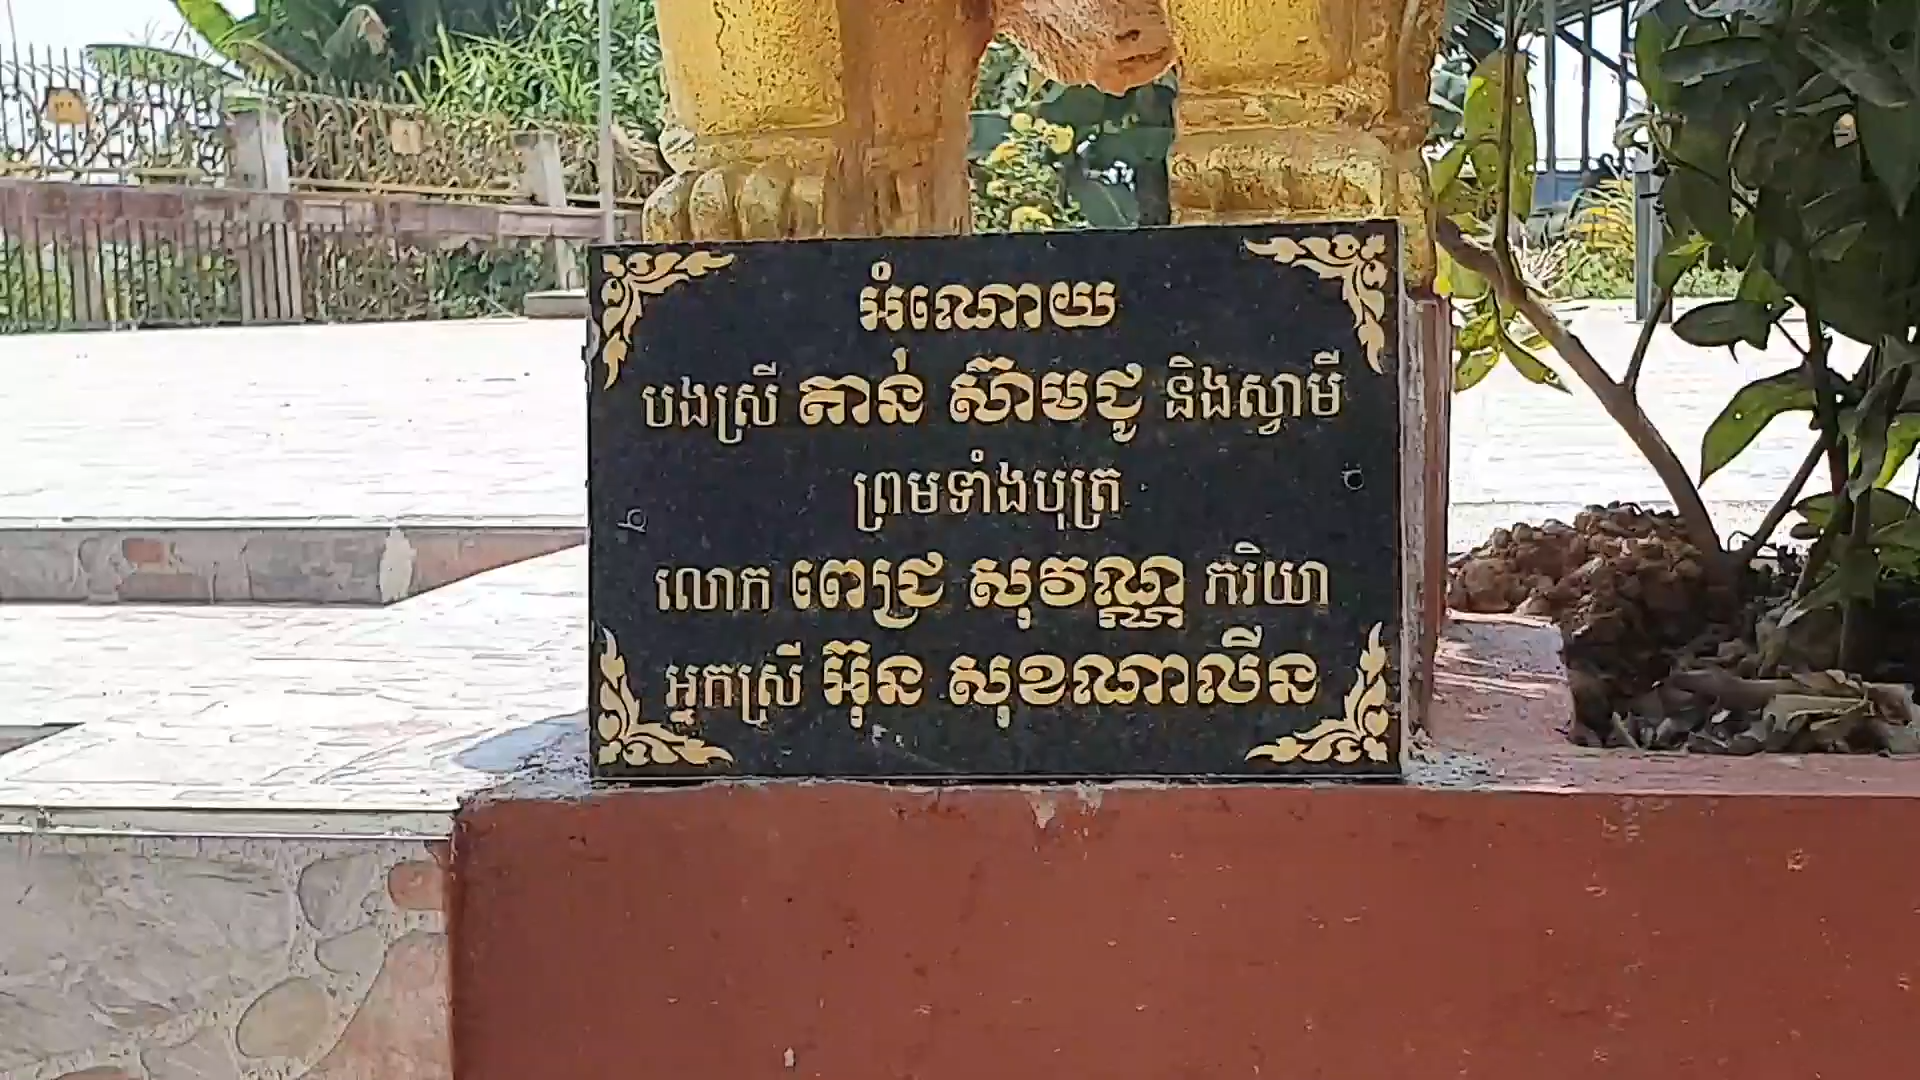 អំណោយ
បងស្រី តាន់ ស៊ាមជូ និងស្វាមី
ព្រមទាំងបុត្រ
លោក ពេជ្រ សុវណ្ណ ភរិយា
អ្នកស្រី អ៊ុន សុខណាលីន